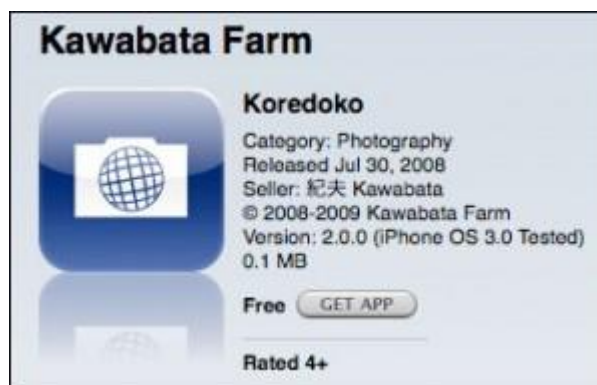 Kawabata Farm
Koredoko
Category: Photography
Released Jul 30, 2008
Seller: 紀夫 Kawabata
© 2008-2009 Kawabata Farm
Version: 2.0.0 (iPhone OS 3.0 Tested)
0.1 MB
Free GET APP
Rated 4+